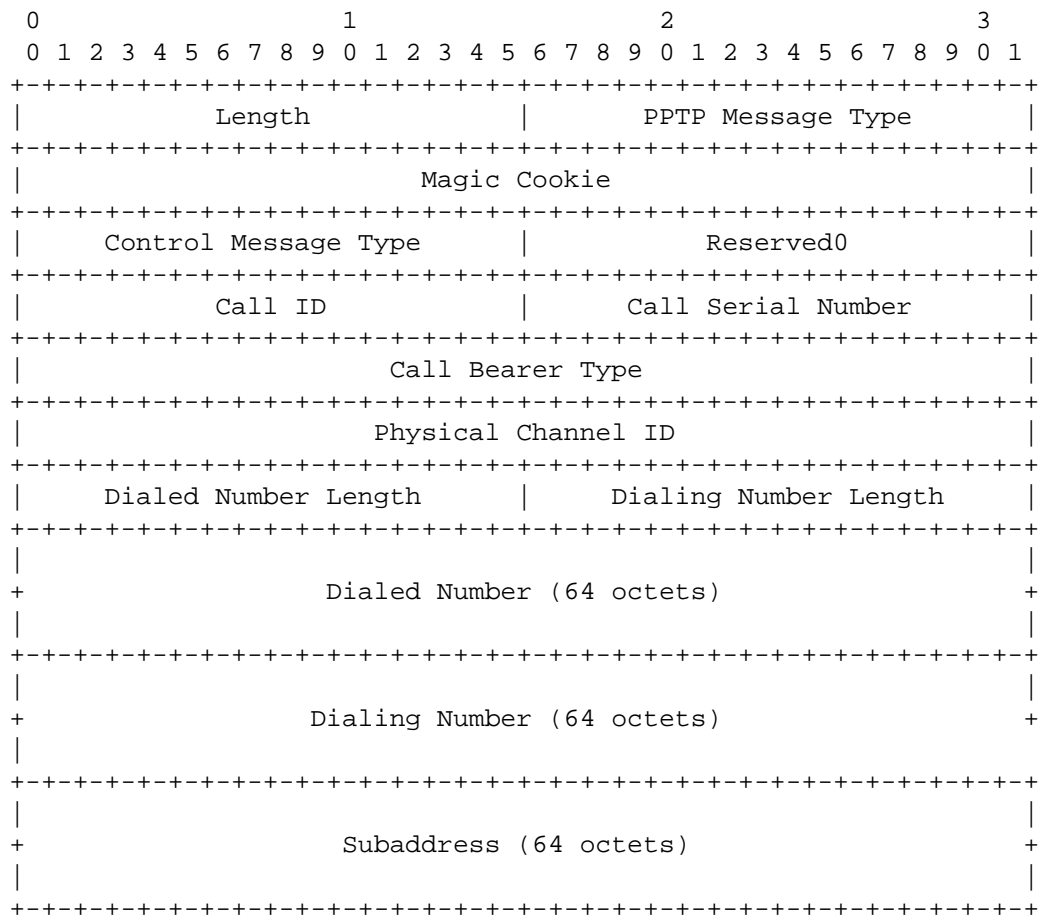 0                   1                   2                   3
 0 1 2 3 4 5 6 7 8 9 0 1 2 3 4 5 6 7 8 9 0 1 2 3 4 5 6 7 8 9 0 1
+-+-+-+-+-+-+-+-+-+-+-+-+-+-+-+-+-+-+-+-+-+-+-+-+-+-+-+-+-+-+-+-+
|            Length             |       PPTP Message Type       |
+-+-+-+-+-+-+-+-+-+-+-+-+-+-+-+-+-+-+-+-+-+-+-+-+-+-+-+-+-+-+-+-+
|                         Magic Cookie                          |
+-+-+-+-+-+-+-+-+-+-+-+-+-+-+-+-+-+-+-+-+-+-+-+-+-+-+-+-+-+-+-+-+
|     Control Message Type      |           Reserved0           |
+-+-+-+-+-+-+-+-+-+-+-+-+-+-+-+-+-+-+-+-+-+-+-+-+-+-+-+-+-+-+-+-+
|            Call ID            |      Call Serial Number       |
+-+-+-+-+-+-+-+-+-+-+-+-+-+-+-+-+-+-+-+-+-+-+-+-+-+-+-+-+-+-+-+-+
|                       Call Bearer Type                        |
+-+-+-+-+-+-+-+-+-+-+-+-+-+-+-+-+-+-+-+-+-+-+-+-+-+-+-+-+-+-+-+-+
|                      Physical Channel ID                      |
+-+-+-+-+-+-+-+-+-+-+-+-+-+-+-+-+-+-+-+-+-+-+-+-+-+-+-+-+-+-+-+-+
|     Dialed Number Length      |     Dialing Number Length     |
+-+-+-+-+-+-+-+-+-+-+-+-+-+-+-+-+-+-+-+-+-+-+-+-+-+-+-+-+-+-+-+-+
|                                                               |
+                   Dialed Number (64 octets)                   +
|                                                               |
+-+-+-+-+-+-+-+-+-+-+-+-+-+-+-+-+-+-+-+-+-+-+-+-+-+-+-+-+-+-+-+-+
|                                                               |
+                  Dialing Number (64 octets)                   +
|
+-+-+-+-+-+-+-+-+-+-+-+-+-+-+-+-+-+-+-+-+-+-+-+-+-+-+-+-+-+-+-+-+
|                                                               |
+                    Subaddress (64 octets)                     +
|                                                               |
+-+-+-+-+-+-+-+-+-+-+-+-+-+-+-+-+-+-+-+-+-+-+-+-+-+-+-+-+-+-+-+-+